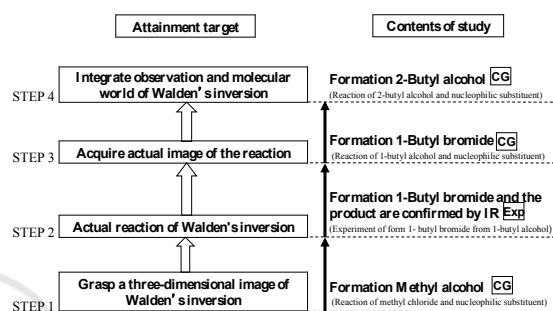 Attainment target
Contents of study
Integrate observation and molecular
world of Walden's inversion
STEP 4
Formation 2-Butyl alcohol CG
(Reaction of 2-butyl alcohol and nucleophilic substituent)
Acquire actual image of the reaction
STEP 3
Formation 1-Butyl bromide CG
(Reaction of 1-butyl alcohol and nucleophilic substituent)
Actual reaction of Walden's inversion
STEP 2
Formation 1-Butyl bromide and the
product are confirmed by IR Exp
(Experiment of form 1- butyl bromide from 1-butyl alcohol)
Grasp a three-dimensional image of
Walden's inversion
STEP 1
Formation Methyl alcohol CG
(Reaction of methyl chloride and nucleophilic substituent)